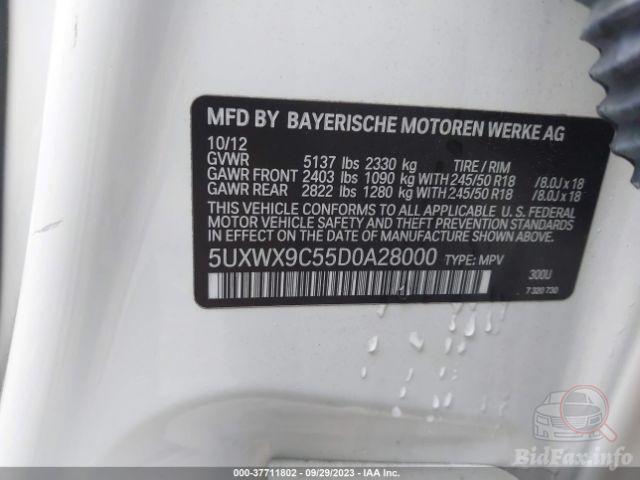 MFD BY BAYERISCHE MOTOREN WERKE AG
10/12
GVWR 5137 lbs 2330 kg TIRE / RIM
GAWR FRONT 2403 lbs 1090 kg WITH 245/50 R18 / 8.0J x 18
GAWR REAR 2822 lbs 1280 kg WITH 245/50 R18 / 8.0J x 18
THIS VEHICLE CONFORMS TO ALL APPLICABLE U. S. FEDERAL
MOTOR VEHICLE SAFETY AND THEFT PREVENTION STANDARDS
IN EFFECT ON THE DATE OF MANUFACTURE SHOWN ABOVE.
5UXWX9C55D0A28000 TYPE: MPV
300U
7 320 730
BidFax.info
000-37711802 - 09/29/2023 - IAA Inc.